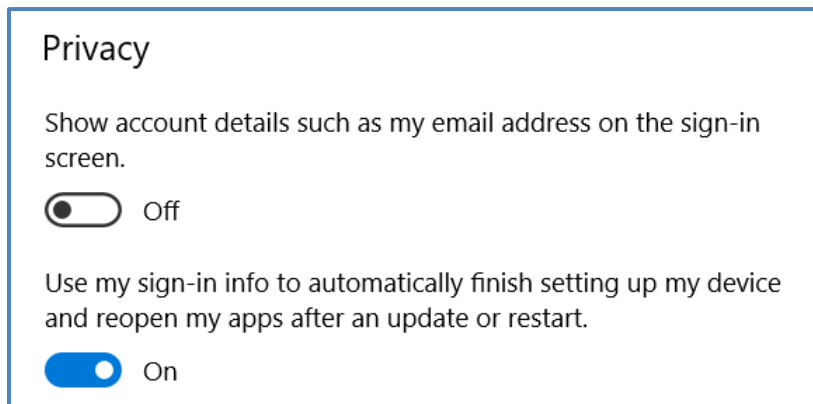 Privacy
Show account details such as my email address on the sign-in
screen.
Off
Use my sign-in info to automatically finish setting up my device
and reopen my apps after an update or restart.
On